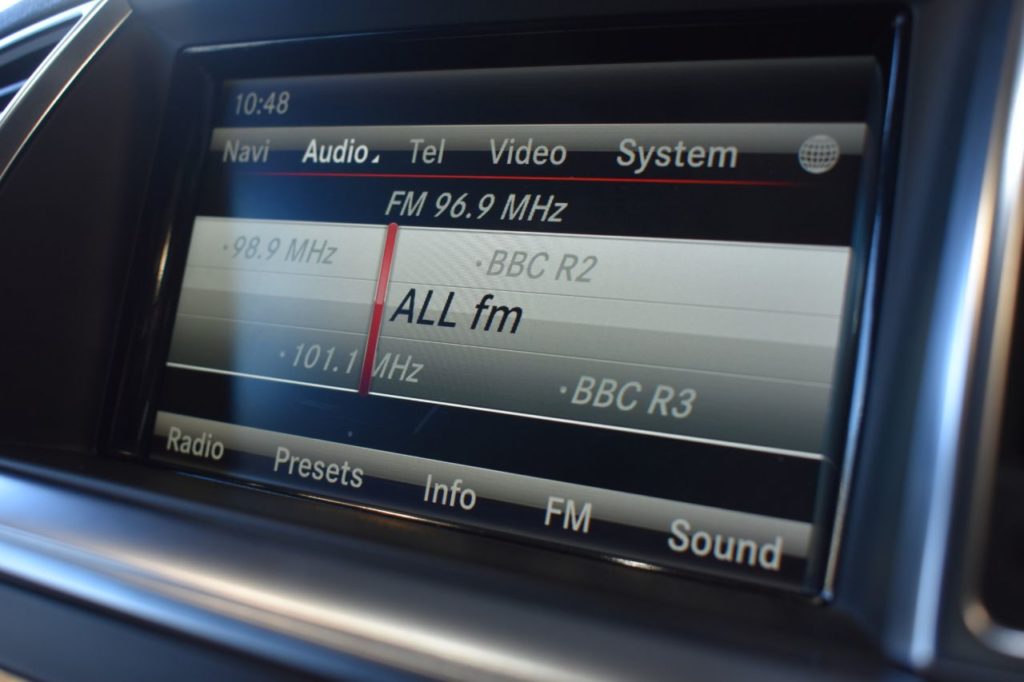 10:48
Navi Audio Tel Video System
FM 96.9 MHz
·98.9 MHz ·BBC R2
ALL fm
·101.1 MHz ·BBC R3
Radio Presets Info FM Sound